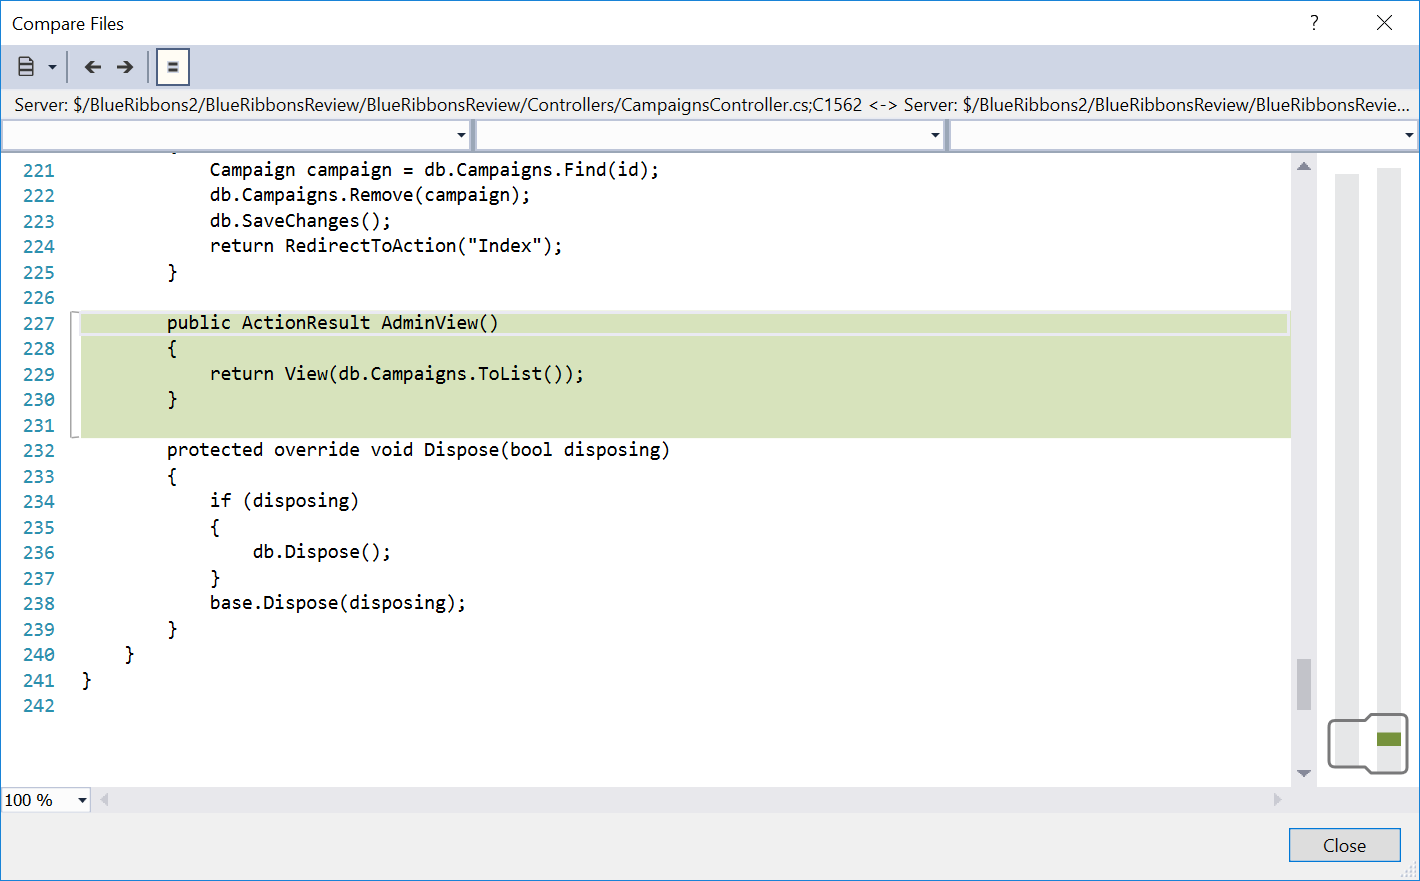 Compare Files
Server: $/BlueRibbons2/BlueRibbonsReview/BlueRibbonsReview/Controllers/CampaignsController.cs;C1562 <-> Server: $/BlueRibbons2/BlueRibbonsReview/BlueRibbonsRevie...
221 Campaign campaign = db.Campaigns.Find(id);
222 db.Campaigns.Remove(campaign);
223 db.SaveChanges();
224 return RedirectToAction("Index");
225 }
226
227 public ActionResult AdminView()
228 {
229 return View(db.Campaigns.ToList());
230 }
231
232 protected override void Dispose(bool disposing)
233 {
234 if (disposing)
235 {
236 db.Dispose();
237 }
238 base.Dispose(disposing);
239 }
240 }
241 }
242
100 %
Close